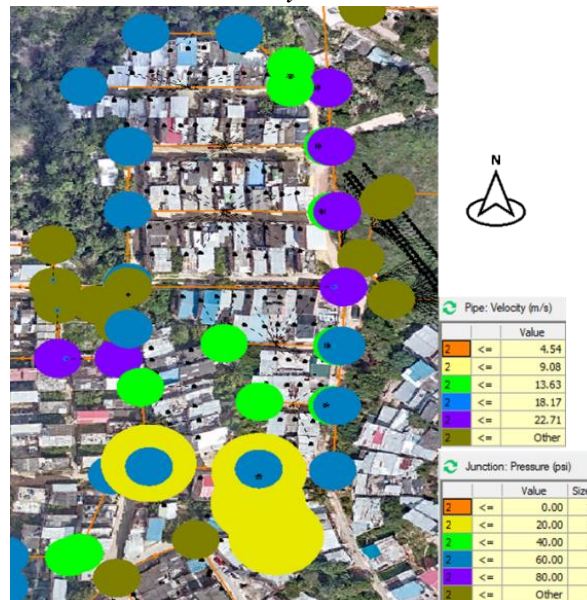 N
Pipe: Velocity (m/s)
Value
2 <= 4.54
2 <= 9.08
2 <= 13.63
2 <= 18.17
2 <= 22.71
2 <= Other
Junction: Pressure (psi)
Value Size
2 <= 0.00
2 <= 20.00
2 <= 40.00
2 <= 60.00
2 <= 80.00
2 <= Other